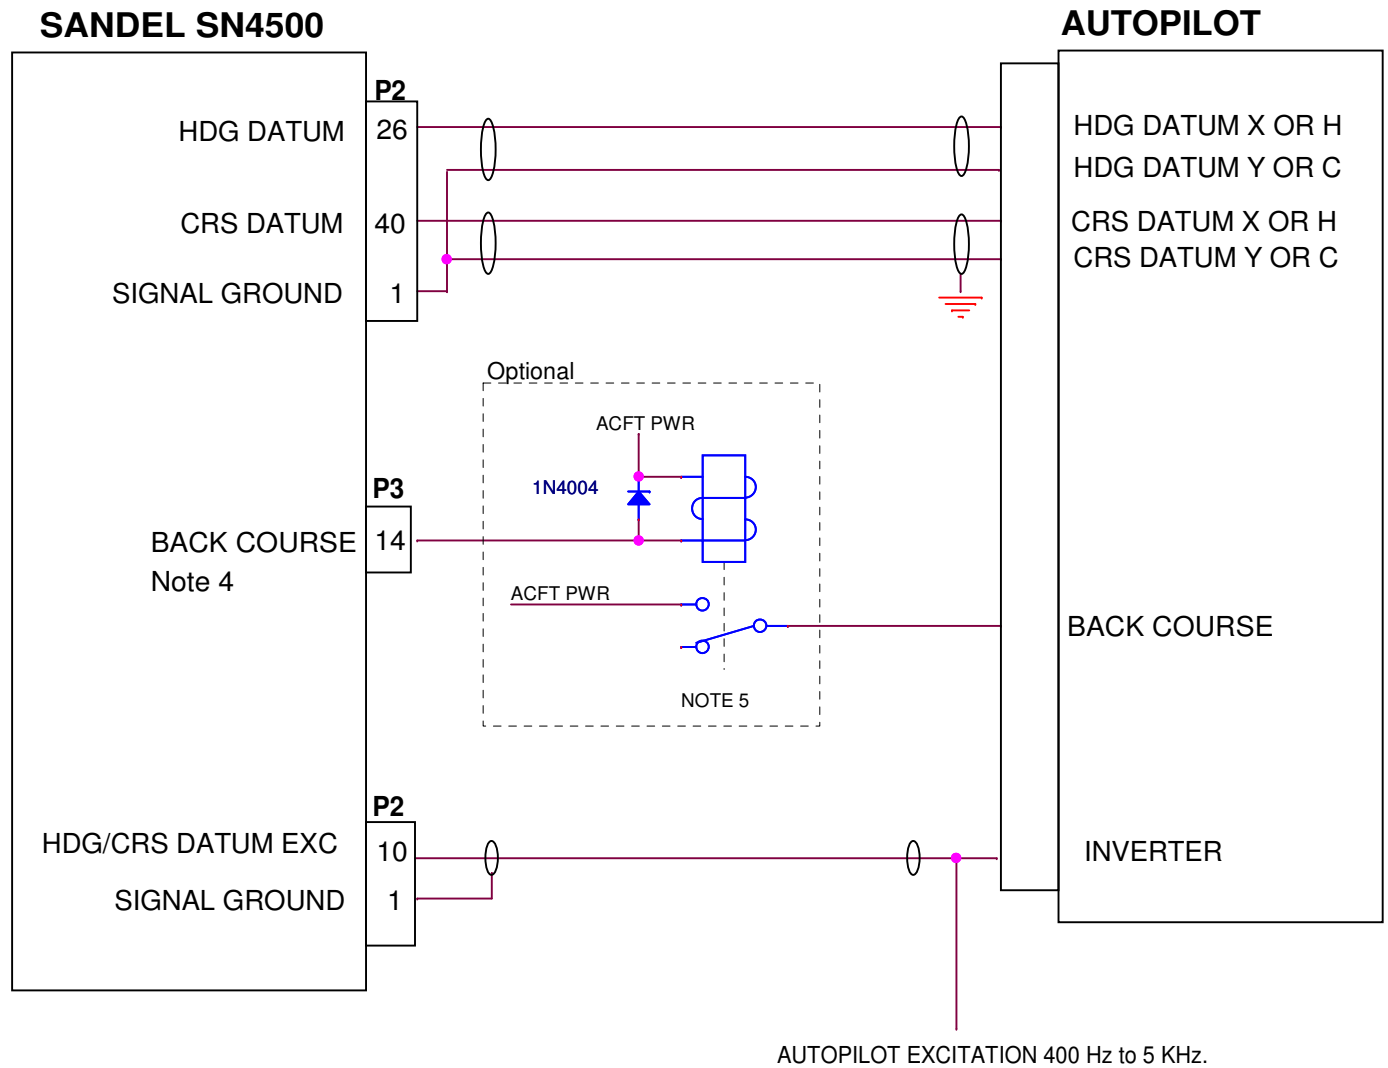 SANDEL SN4500
AUTOPILOT
P2
HDG DATUM
26
HDG DATUM X OR H
HDG DATUM Y OR C
CRS DATUM
40
CRS DATUM X OR H
CRS DATUM Y OR C
SIGNAL GROUND
1
Optional
ACFT PWR
1N4004
P3
BACK COURSE
14
Note 4
ACFT PWR
BACK COURSE
NOTE 5
P2
HDG/CRS DATUM EXC
10
INVERTER
SIGNAL GROUND
1
AUTOPILOT EXCITATION 400 Hz to 5 KHz.